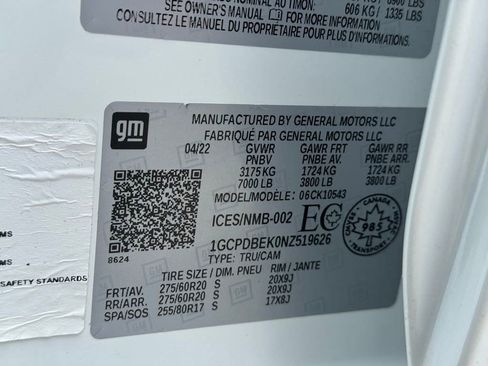 606 KG / 1335 LBS
SEE OWNER'S MANUAL FOR MORE INFORMATION
CONSULTEZ LE MANUEL DU PROPRIÉTAIRE
POUR PLUS D'INFORMATIONS
gm
MANUFACTURED BY GENERAL MOTORS LLC
FABRIQUÉ PAR GENERAL MOTORS LLC
04/22 GVWR GAWR FRT GAWR RR
PNBV PNBE AV. PNBE ARR.
3175 KG 1724 KG 1724 KG
7000 LB 3800 LB 3800 LB
MODEL/MODÈLE: 06CK10543
ICES/NMB-002 EC
CANADA
985
TRANSPORT
1GCPDBEK0NZ519626
8624
TYPE: TRU/CAM
TIRE SIZE / DIM. PNEU RIM / JANTE
FRT/AV. 275/60R20 S 20X9J
RR/ARR. 275/60R20 S 20X9J
SPA/SOS 255/80R17 S 17X8J
SAFETY STANDARDS